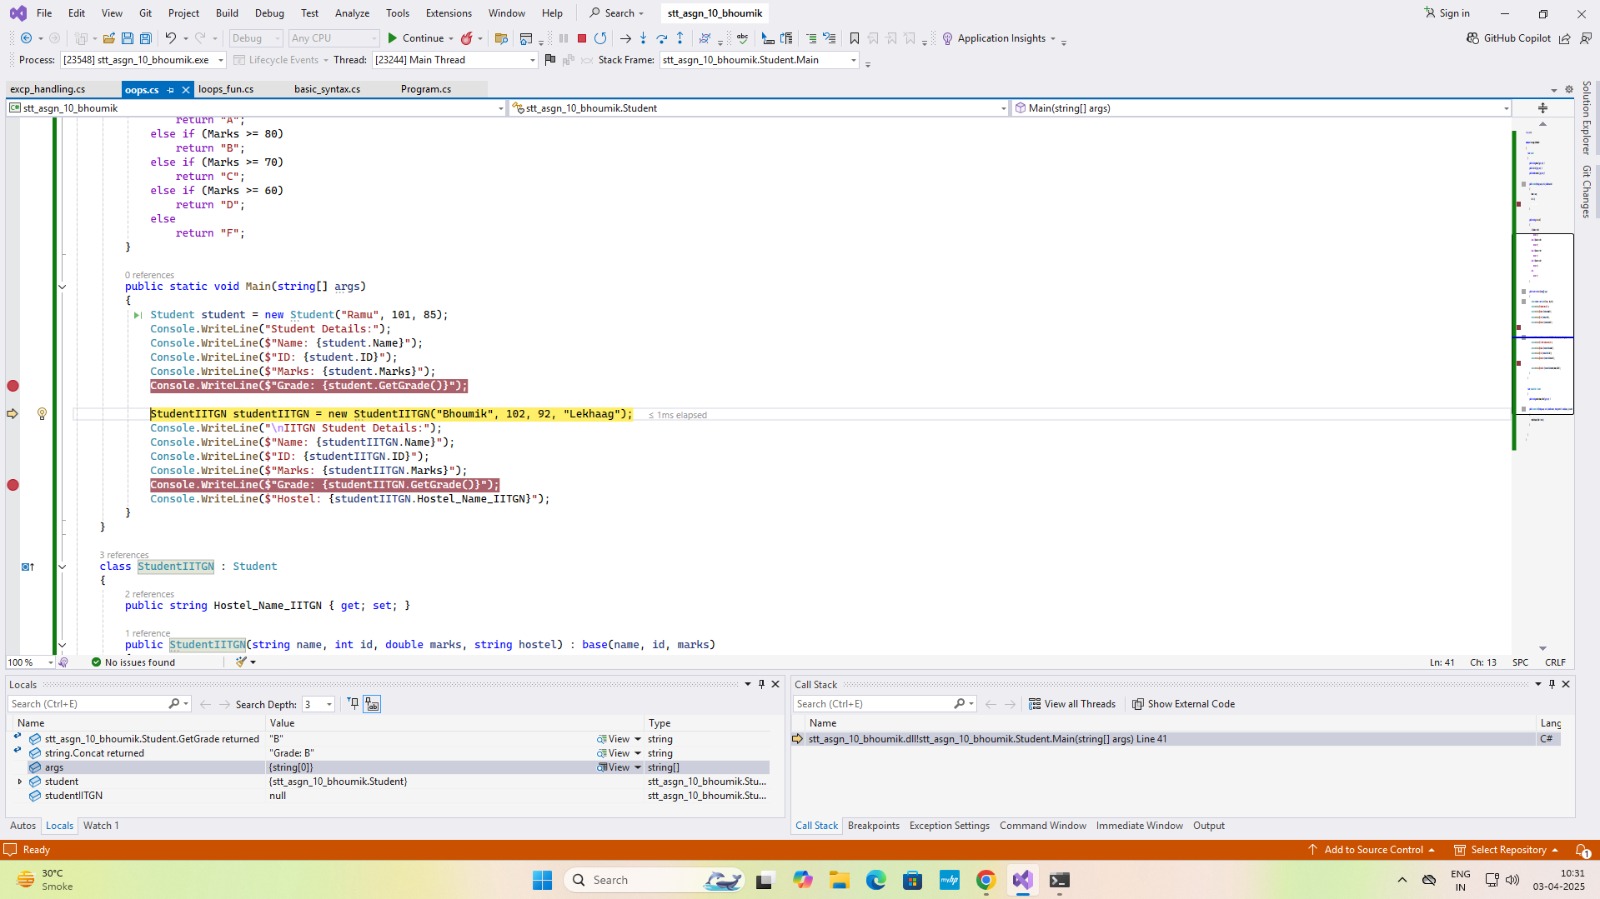 File Edit View Git Project Build Debug Test Analyze Tools Extensions Window Help Search stt_asgn_10_bhoumik Sign in
Debug Any CPU Continue Application Insights GitHub Copilot
Process: [23548] stt_asgn_10_bhoumik.exe Lifecycle Events Thread: [23244] Main Thread Stack Frame: stt_asgn_10_bhoumik.Student.Main
excp_handling.cs oops.cs loops_fun.cs basic_syntax.cs Program.cs
stt_asgn_10_bhoumik stt_asgn_10_bhoumik.Student Main(string[] args)
return "A";
else if (Marks >= 80)
return "B";
else if (Marks >= 70)
return "C";
else if (Marks >= 60)
return "D";
else
return "F";
}
0 references
public static void Main(string[] args)
{
Student student = new Student("Ramu", 101, 85);
Console.WriteLine("Student Details:");
Console.WriteLine($"Name: {student.Name}");
Console.WriteLine($"ID: {student.ID}");
Console.WriteLine($"Marks: {student.Marks}");
Console.WriteLine($"Grade: {student.GetGrade()}");
StudentIITGN studentIITGN = new StudentIITGN("Bhoumik", 102, 92, "Lekhaag"); ≤ 1ms elapsed
Console.WriteLine("\nIITGN Student Details:");
Console.WriteLine($"Name: {studentIITGN.Name}");
Console.WriteLine($"ID: {studentIITGN.ID}");
Console.WriteLine($"Marks: {studentIITGN.Marks}");
Console.WriteLine($"Grade: {studentIITGN.GetGrade()}");
Console.WriteLine($"Hostel: {studentIITGN.Hostel_Name_IITGN}");
}
}
3 references
class StudentIITGN : Student
{
2 references
public string Hostel_Name_IITGN { get; set; }
1 reference
public StudentIITGN(string name, int id, double marks, string hostel) : base(name, id, marks)
Solution Explorer
Git Changes
100 % No issues found Ln: 41 Ch: 13 SPC CRLF
Locals
Search (Ctrl+E) Search Depth: 3
Name Value Type
stt_asgn_10_bhoumik.Student.GetGrade returned "B" View string
string.Concat returned "Grade: B" View string
args {string[0]} View string[]
student {stt_asgn_10_bhoumik.Student} stt_asgn_10_bhoumik.Stu...
studentIITGN null stt_asgn_10_bhoumik.Stu...
Autos Locals Watch 1
Call Stack
Search (Ctrl+E) View all Threads Show External Code
Name Lang
stt_asgn_10_bhoumik.dll!stt_asgn_10_bhoumik.Student.Main(string[] args) Line 41 C#
Call Stack Breakpoints Exception Settings Command Window Immediate Window Output
Ready Add to Source Control Select Repository 1
30°C
Smoke
Search
myhp
ENG
IN
10:31
03-04-2025